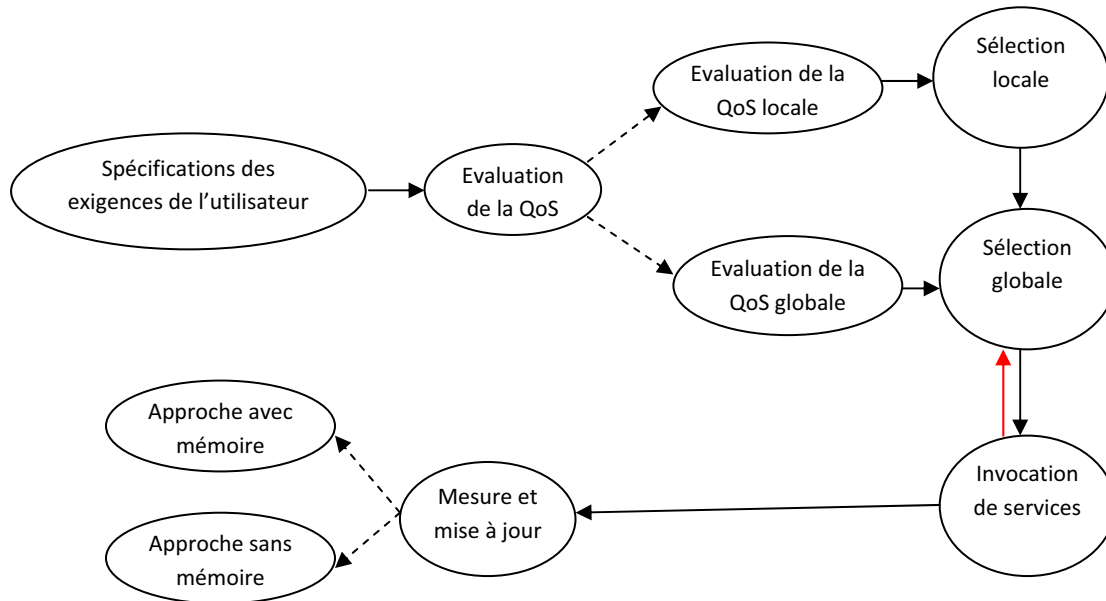 Sélection
locale
Evaluation de la
QoS locale
Spécifications des
exigences de l’utilisateur
Evaluation
de la QoS
Evaluation de la
QoS globale
Sélection
globale
Approche avec
mémoire
Mesure et
mise à jour
Invocation
de services
Approche sans
mémoire